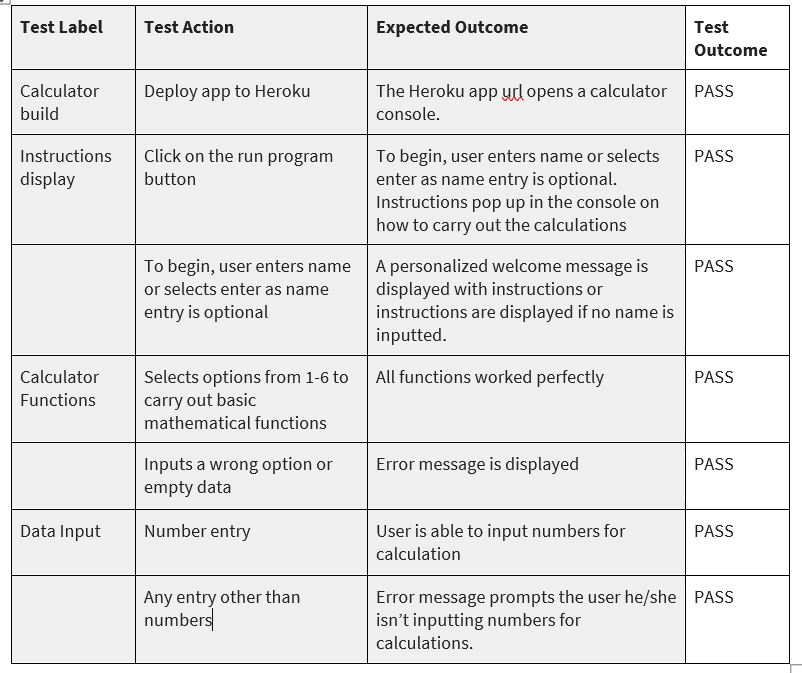 Test Label
Test Action
Expected Outcome
Test
Outcome
Calculator
build
Deploy app to Heroku
The Heroku app url opens a calculator
console.
PASS
Instructions
display
Click on the run program
button
To begin, user enters name or selects
enter as name entry is optional.
Instructions pop up in the console on
how to carry out the calculations
PASS
To begin, user enters name
or selects enter as name
entry is optional
A personalized welcome message is
displayed with instructions or
instructions are displayed if no name is
inputted.
PASS
Calculator
Functions
Selects options from 1-6 to
carry out basic
mathematical functions
All functions worked perfectly
PASS
Inputs a wrong option or
empty data
Error message is displayed
PASS
Data Input
Number entry
User is able to input numbers for
calculation
PASS
Any entry other than
numbers
Error message prompts the user he/she
isn’t inputting numbers for
calculations.
PASS